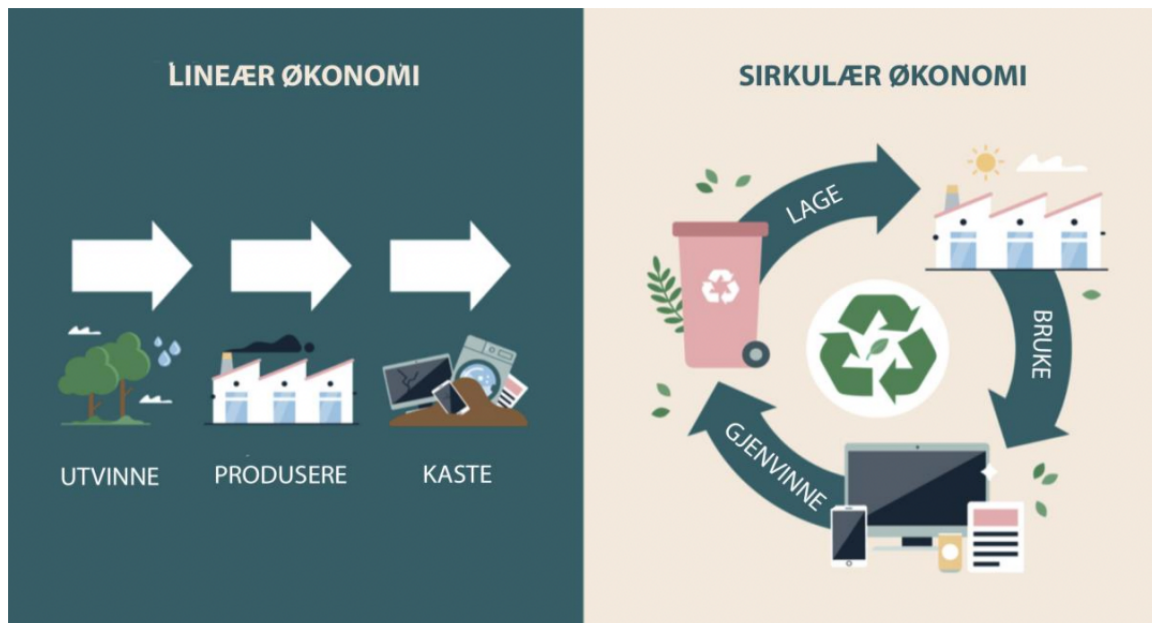 LINEÆR ØKONOMI
UTVINNE
PRODUSERE
KASTE
SIRKULÆR ØKONOMI
LAGE
BRUKE
GJENVINNE